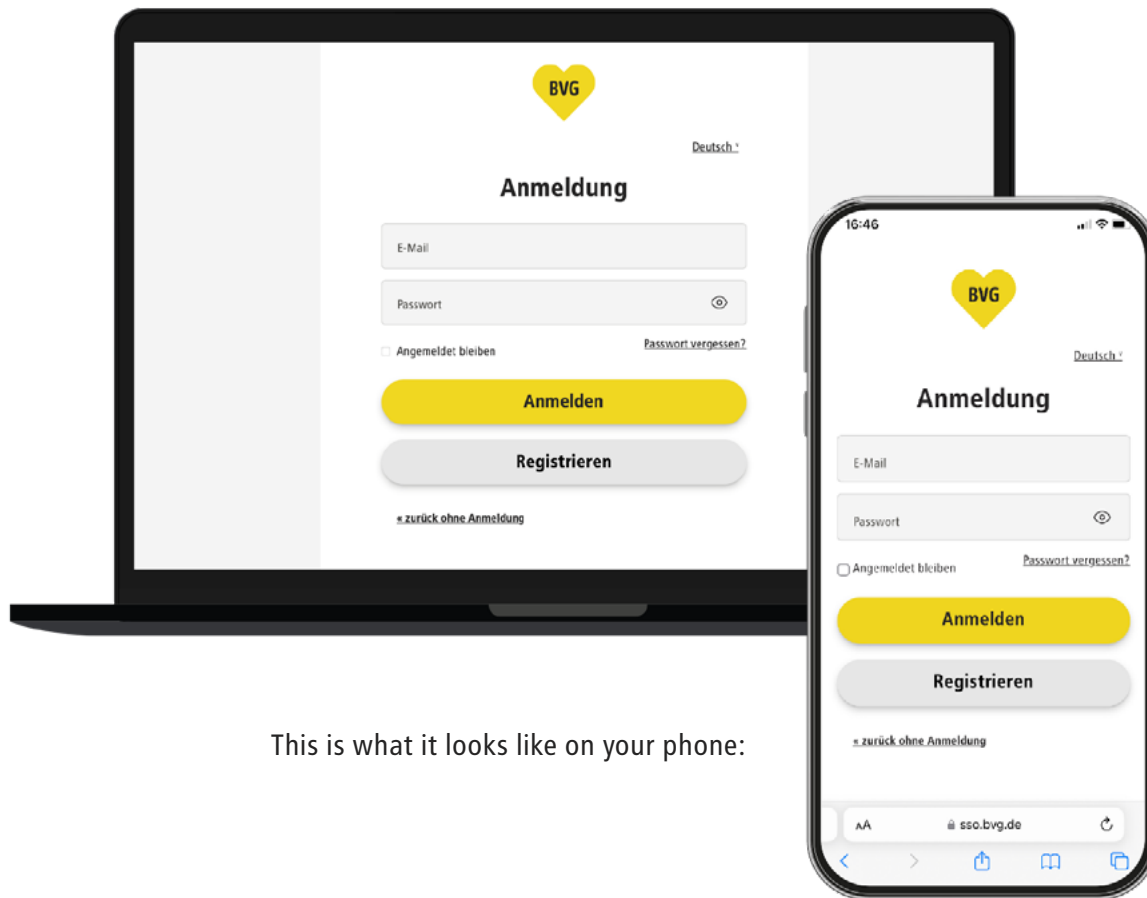 BVG
Deutsch
Anmeldung
E-Mail
Passwort
Angemeldet bleiben
Passwort vergessen?
Anmelden
Registrieren
« zurück ohne Anmeldung
This is what it looks like on your phone:
16:46
BVG
Deutsch
Anmeldung
E-Mail
Passwort
Angemeldet bleiben
Passwort vergessen?
Anmelden
Registrieren
« zurück ohne Anmeldung
AA
sso.bvg.de